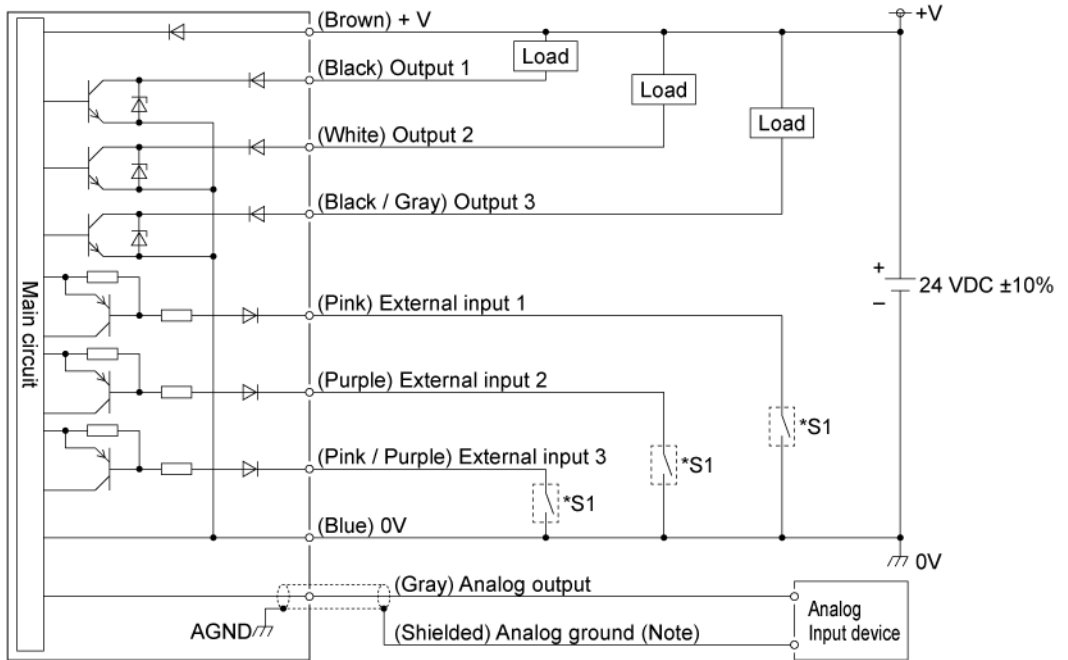 (Brown) + V
+V
Load
(Black) Output 1
Load
Load
(White) Output 2
(Black / Gray) Output 3
Main circuit
+
24 VDC ±10%
−
(Pink) External input 1
(Purple) External input 2
*S1
(Pink / Purple) External input 3
*S1
*S1
(Blue) 0V
0V
(Gray) Analog output
Analog
Input device
AGND
(Shielded) Analog ground (Note)